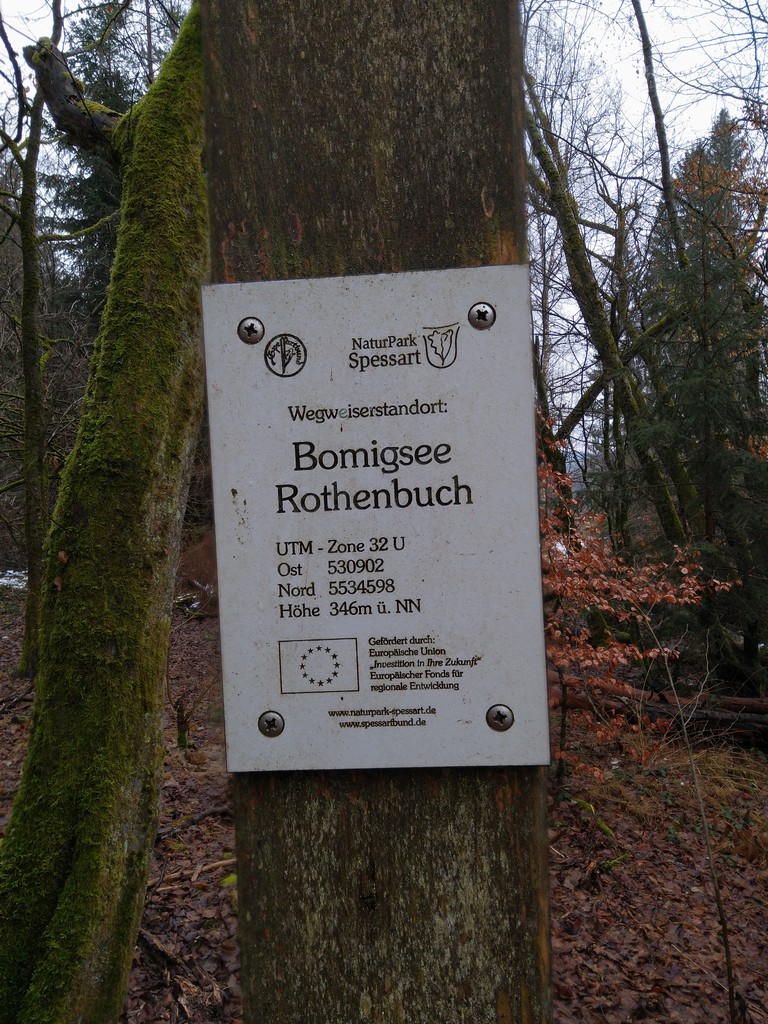 NaturPark
Spessart
Wegweiserstandort:
Bomigsee
Rothenbuch
UTM - Zone 32 U
Ost 530902
Nord 5534598
Höhe 346m ü. NN
Gefördert durch:
Europäische Union
„Investition in Ihre Zukunft“
Europäischer Fonds für
regionale Entwicklung
www.naturpark-spessart.de
www.spessartbund.de